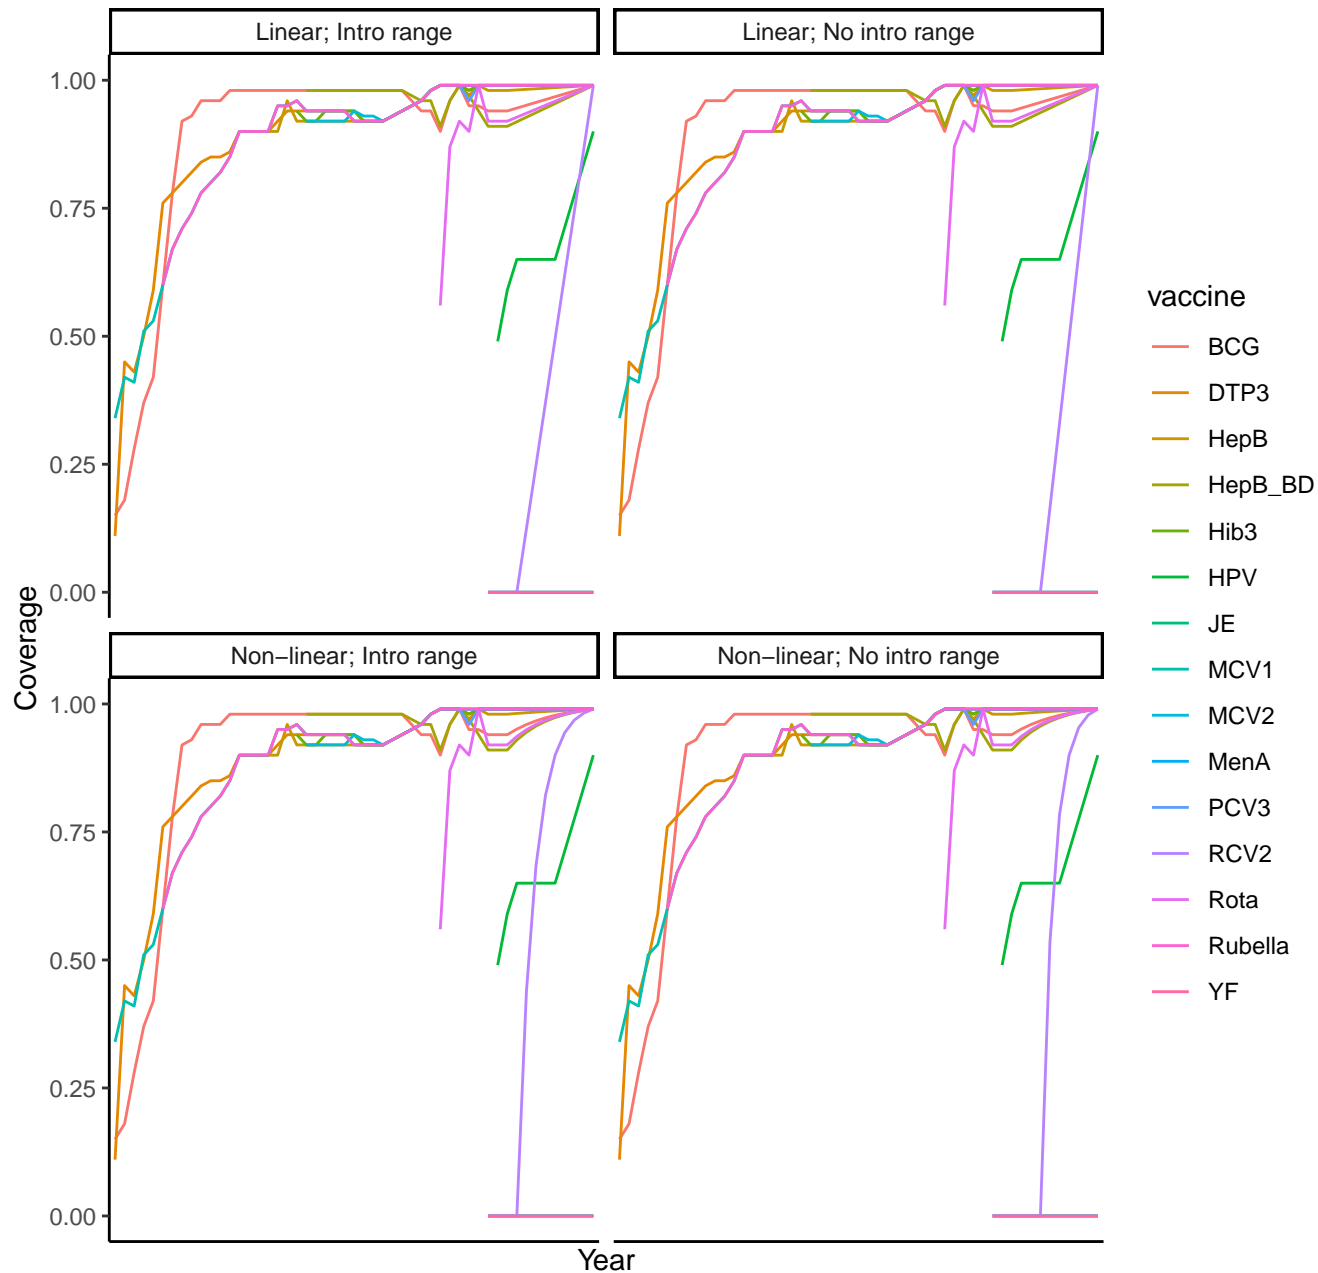 Linear; Intro range
Linear; No intro range
1.00
0.75
0.50
0.25
0.00
Non−linear; Intro range
Non−linear; No intro range
1.00
0.75
0.50
0.25
0.00
Coverage
Year
vaccine
BCG
DTP3
HepB
HepB_BD
Hib3
HPV
JE
MCV1
MCV2
MenA
PCV3
RCV2
Rota
Rubella
YF